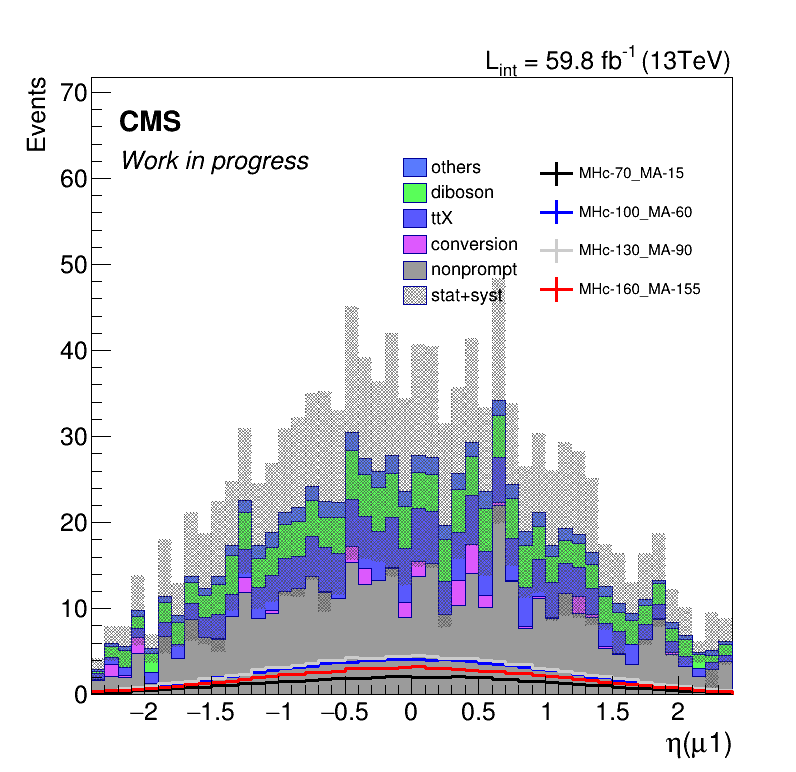 L_int = 59.8 fb^-1 (13TeV)
Events
CMS
Work in progress
others
diboson
ttX
conversion
nonprompt
stat+syst
MHc-70_MA-15
MHc-100_MA-60
MHc-130_MA-90
MHc-160_MA-155
70
60
50
40
30
20
10
0
−2 −1.5 −1 −0.5 0 0.5 1 1.5 2
η(μ1)